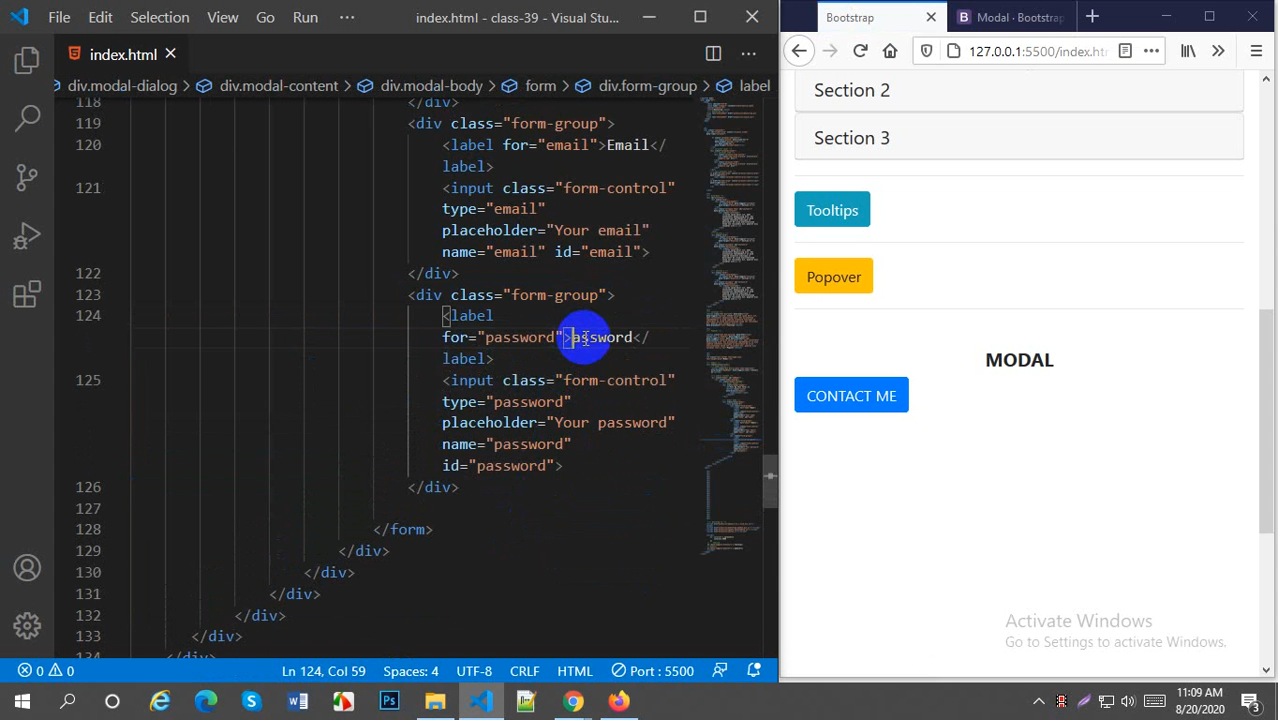 File Edit Selection View Go Run ··· index.html - class-39 - Visual Stu...
index.html
div.modal-dialog > div.modal-content > div.modal-body > form > div.form-group > label
118 </div>
119 <div class="form-group">
120 <label for="email">Email</
label>
121 <input class="form-control"
type="email"
placeholder="Your email"
name="email" id="email">
122 </div>
123 <div class="form-group">
124 <label
for="password">assword</
label>
125 <input class="form-control"
type="password"
placeholder="Your password"
name="password"
id="password">
126 </div>
127
128 </form>
129 </div>
130 </div>
131 </div>
132 </div>
133 </div>
134 </div>
0 0 Ln 124, Col 59 Spaces: 4 UTF-8 CRLF HTML Port : 5500
Bootstrap Modal · Bootstrap
127.0.0.1:5500/index.ht
Section 2
Section 3
Tooltips
Popover
MODAL
CONTACT ME
Activate Windows
Go to Settings to activate Windows.
11:09 AM
8/20/2020
3